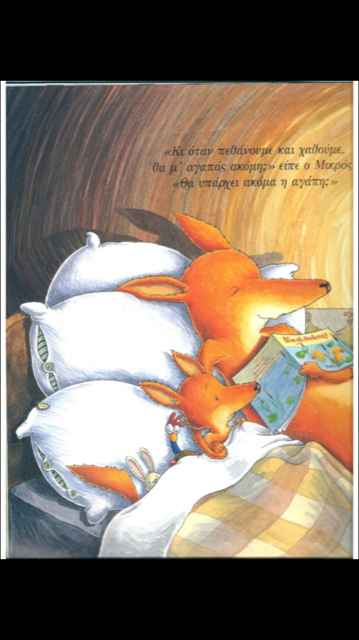 «Κι όταν πεθάνουμε και χαθούμε,
θα μ' αγαπάς ακόμη;» είπε ο Μικρός
«Θα υπάρχει ακόμα η αγάπη;»